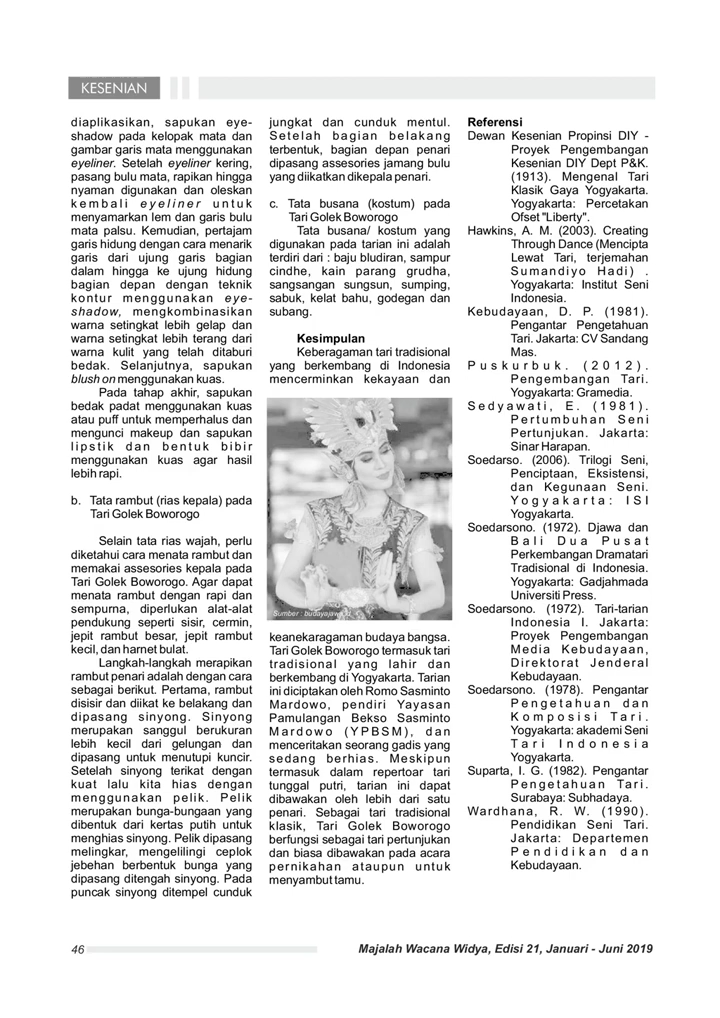 KESENIAN
diaplikasikan, sapukan eye-
shadow pada kelopak mata dan
gambar garis mata menggunakan
eyeliner. Setelah eyeliner kering,
pasang bulu mata, rapikan hingga
nyaman digunakan dan oleskan
kembali eyeliner untuk
menyamarkan lem dan garis bulu
mata palsu. Kemudian, pertajam
garis hidung dengan cara menarik
garis dari ujung garis bagian
dalam hingga ke ujung hidung
bagian depan dengan teknik
kontur menggunakan eye-
shadow, mengkombinasikan
warna setingkat lebih gelap dan
warna setingkat lebih terang dari
warna kulit yang telah ditaburi
bedak. Selanjutnya, sapukan
blush on menggunakan kuas.
Pada tahap akhir, sapukan
bedak padat menggunakan kuas
atau puff untuk memperhalus dan
mengunci makeup dan sapukan
lipstik dan bentuk bibir
menggunakan kuas agar hasil
lebih rapi.
b. Tata rambut (rias kepala) pada
Tari Golek Boworogo
Selain tata rias wajah, perlu
diketahui cara menata rambut dan
memakai assesories kepala pada
Tari Golek Boworogo. Agar dapat
menata rambut dengan rapi dan
sempurna, diperlukan alat-alat
pendukung seperti sisir, cermin,
jepit rambut besar, jepit rambut
kecil, dan harnet bulat.
Langkah-langkah merapikan
rambut penari adalah dengan cara
sebagai berikut. Pertama, rambut
disisir dan diikat ke belakang dan
dipasang sinyong. Sinyong
merupakan sanggul berukuran
lebih kecil dari gelungan dan
dipasang untuk menutupi kuncir.
Setelah sinyong terikat dengan
kuat lalu kita hias dengan
menggunakan pelik. Pelik
merupakan bunga-bungaan yang
dibentuk dari kertas putih untuk
menghias sinyong. Pelik dipasang
melingkar, mengelilingi ceplok
jebehan berbentuk bunga yang
dipasang ditengah sinyong. Pada
puncak sinyong ditempel cunduk
jungkat dan cunduk mentul.
Setelah bagian belakang
terbentuk, bagian depan penari
dipasang assesories jamang bulu
yang diikatkan dikepala penari.
c. Tata busana (kostum) pada
Tari Golek Boworogo
Tata busana/ kostum yang
digunakan pada tarian ini adalah
terdiri dari : baju bludiran, sampur
cindhe, kain parang grudha,
sangsangan sungsun, sumping,
sabuk, kelat bahu, godegan dan
subang.
Kesimpulan
Keberagaman tari tradisional
yang berkembang di Indonesia
mencerminkan kekayaan dan
Sumber : budayajawa.id
keanekaragaman budaya bangsa.
Tari Golek Boworogo termasuk tari
tradisional yang lahir dan
berkembang di Yogyakarta. Tarian
ini diciptakan oleh Romo Sasminto
Mardowo, pendiri Yayasan
Pamulangan Bekso Sasminto
Mardowo (YPBSM), dan
menceritakan seorang gadis yang
sedang berhias. Meskipun
termasuk dalam repertoar tari
tunggal putri, tarian ini dapat
dibawakan oleh lebih dari satu
penari. Sebagai tari tradisional
klasik, Tari Golek Boworogo
berfungsi sebagai tari pertunjukan
dan biasa dibawakan pada acara
pernikahan ataupun untuk
menyambut tamu.
Referensi
Dewan Kesenian Propinsi DIY -
Proyek Pengembangan
Kesenian DIY Dept P&K.
(1913). Mengenal Tari
Klasik Gaya Yogyakarta.
Yogyakarta: Percetakan
Ofset "Liberty".
Hawkins, A. M. (2003). Creating
Through Dance (Mencipta
Lewat Tari, terjemahan
Sumandiyo Hadi) .
Yogyakarta: Institut Seni
Indonesia.
Kebudayaan, D. P. (1981).
Pengantar Pengetahuan
Tari. Jakarta: CV Sandang
Mas.
Puskurbuk. (2012).
Pengembangan Tari.
Yogyakarta: Gramedia.
Sedyawati, E. (1981).
Pertumbuhan Seni
Pertunjukan. Jakarta:
Sinar Harapan.
Soedarso. (2006). Trilogi Seni,
Penciptaan, Eksistensi,
dan Kegunaan Seni.
Yogyakarta: ISI
Yogyakarta.
Soedarsono. (1972). Djawa dan
Bali Dua Pusat
Perkembangan Dramatari
Tradisional di Indonesia.
Yogyakarta: Gadjahmada
Universiti Press.
Soedarsono. (1972). Tari-tarian
Indonesia I. Jakarta:
Proyek Pengembangan
Media Kebudayaan,
Direktorat Jenderal
Kebudayaan.
Soedarsono. (1978). Pengantar
Pengetahuan dan
Komposisi Tari.
Yogyakarta: akademi Seni
Tari Indonesia
Yogyakarta.
Suparta, I. G. (1982). Pengantar
Pengetahuan Tari.
Surabaya: Subhadaya.
Wardhana, R. W. (1990).
Pendidikan Seni Tari.
Jakarta: Departemen
Pendidikan dan
Kebudayaan.
46
Majalah Wacana Widya, Edisi 21, Januari - Juni 2019